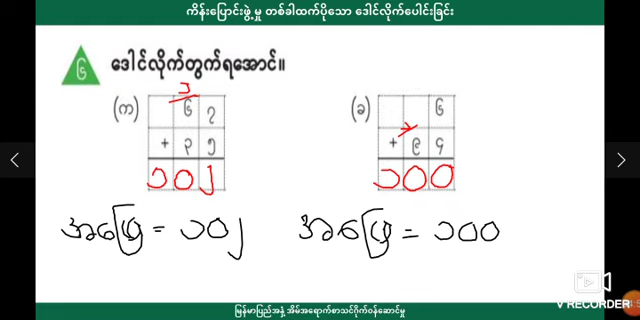 ကိန်းပြောင်းဖွဲ့မှု တစ်ခါထက်ပိုသော ဒေါင်လိုက်ပေါင်းခြင်း
၆ ဒေါင်လိုက်တွက်ရအောင်။
၁
(က) ၆ ၇ (ခ) ၆
+ ၃ ၅ + ၉ ၄
၁၀၂ ၁၀၀
အဖြေ = ၁၀၂ အဖြေ = ၁၀၀
V RECORDER
မြန်မာပြည်အနှံ့ အိမ်အရောက်စာသင်ဝိုက်ဝန်ဆောင်မှု